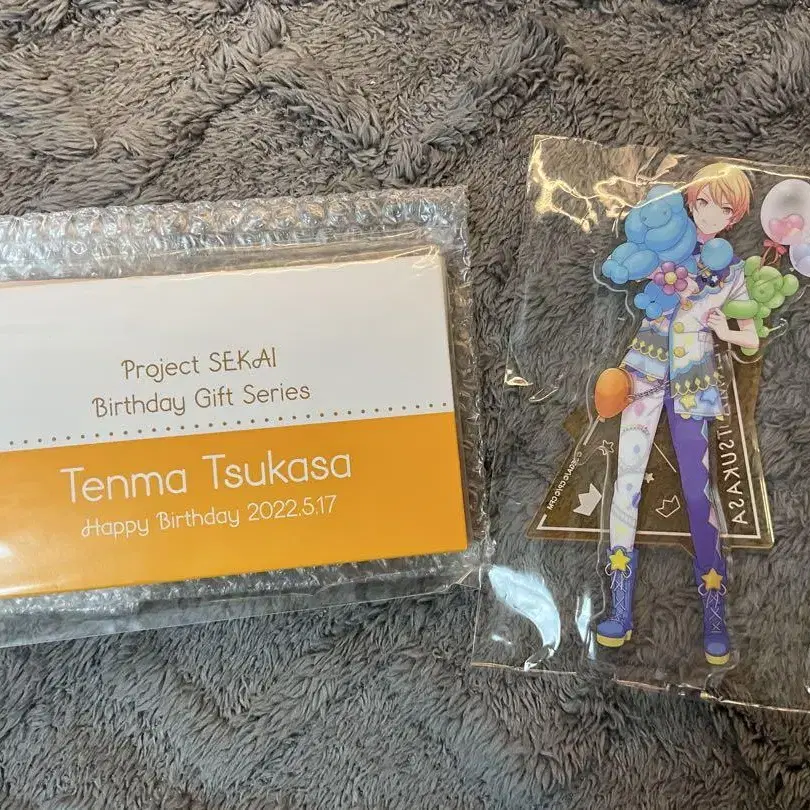 Project SEKAI
Birthday Gift Series
Tenma Tsukasa
Happy Birthday 2022.5.17
TSUKASA